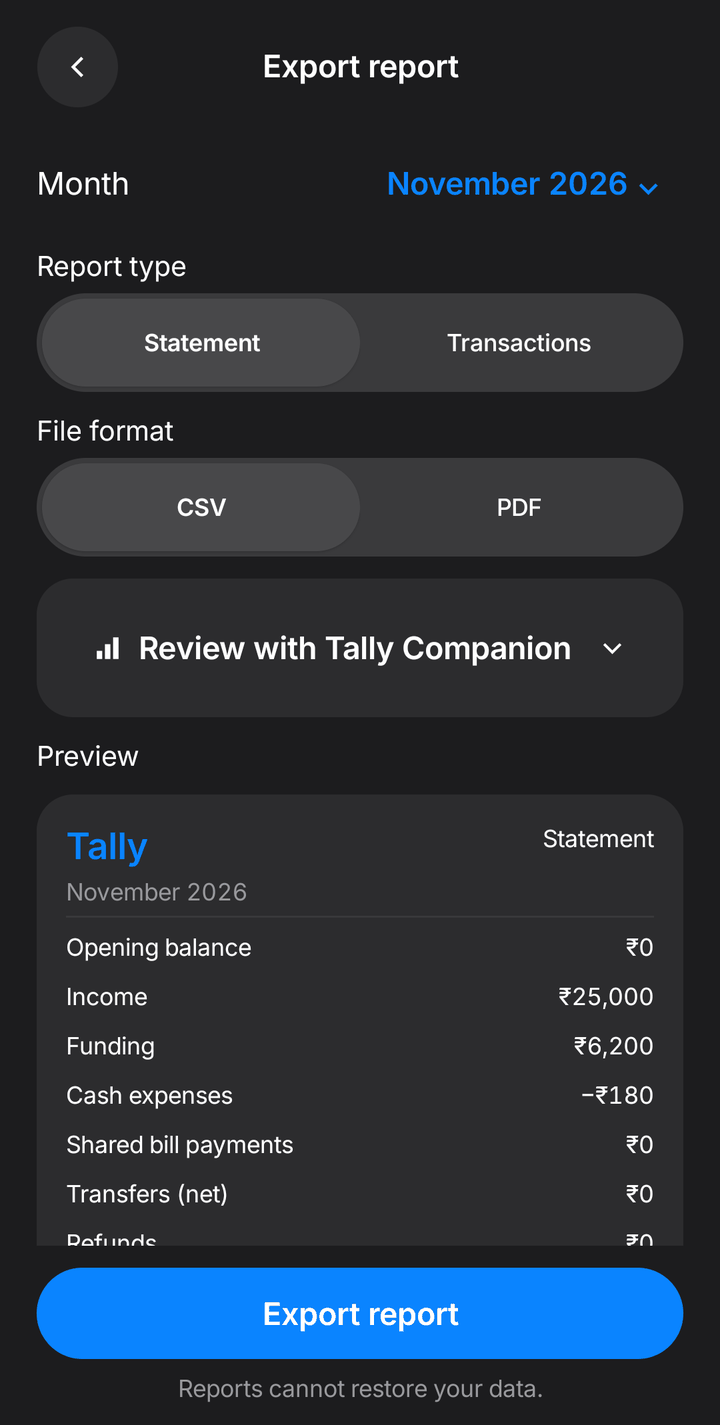 Export report
Month
November 2026
Report type
Statement
Transactions
File format
CSV
PDF
Review with Tally Companion
Preview
Tally
Statement
November 2026
Opening balance ₹0
Income ₹25,000
Funding ₹6,200
Cash expenses −₹180
Shared bill payments ₹0
Transfers (net) ₹0
Refunds ₹0
Export report
Reports cannot restore your data.